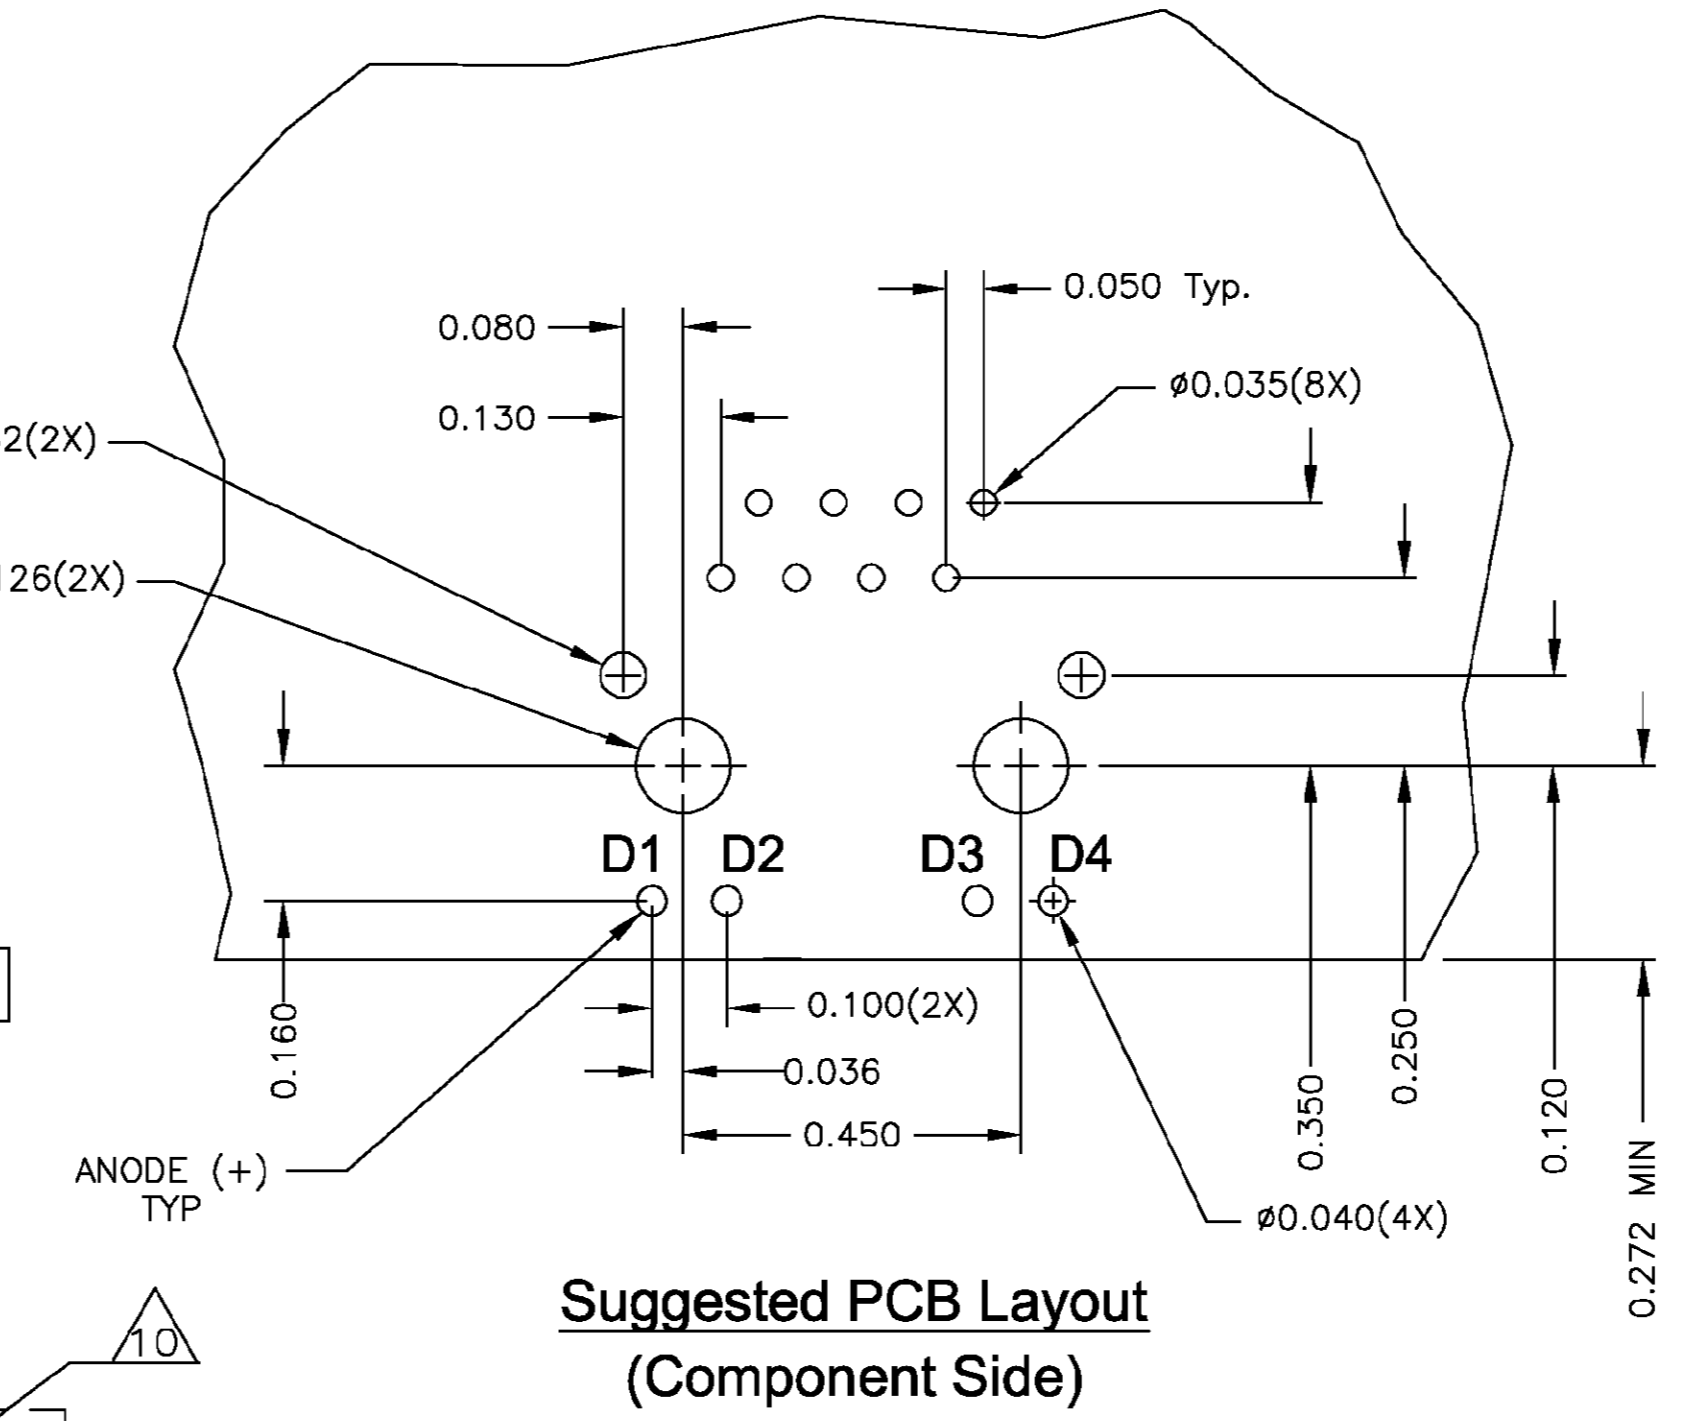 0.050 Typ.
0.080
ø0.035(8X)
0.130
2(2X)
126(2X)
D1 D2 D3 D4
0.100(2X)
0.160
0.036
0.350
0.250
0.120
0.450
ANODE (+)
TYP
ø0.040(4X)
0.272 MIN
Suggested PCB Layout
(Component Side)
10